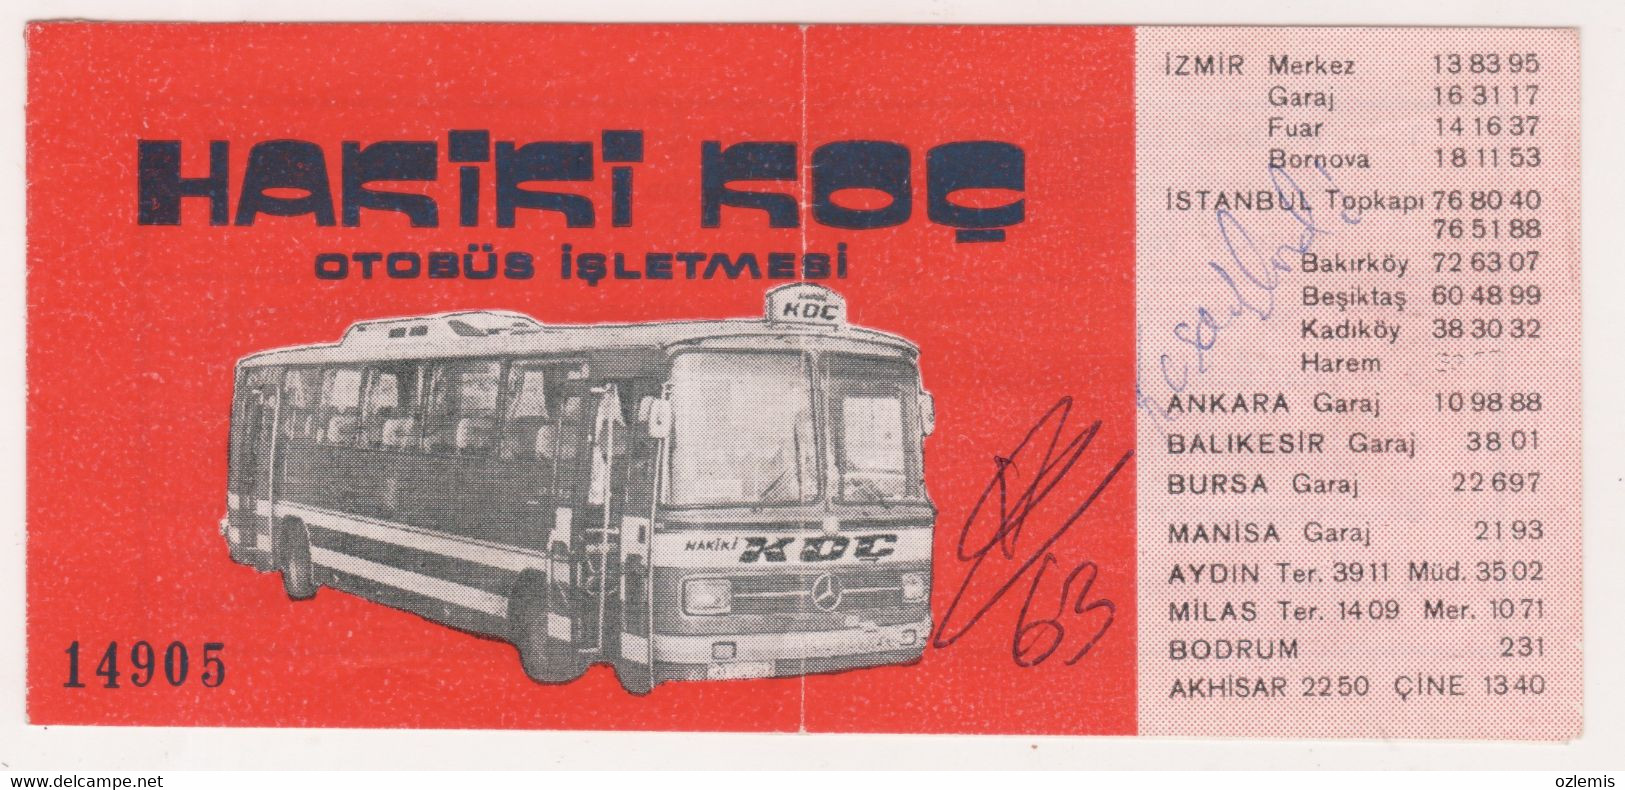 HAKİKİ KOÇ
OTOBÜS İŞLETMESİ
HAKİKİ
KOÇ
HAKİKİ KOÇ
14905
63
İZMİR Merkez 13 83 95
Garaj 16 31 17
Fuar 14 16 37
Bornova 18 11 53
İSTANBUL Topkapı 76 80 40
76 51 88
Bakırköy 72 63 07
Beşiktaş 60 48 99
Kadıköy 38 30 32
Harem
ANKARA Garaj 10 98 88
BALIKESİR Garaj 38 01
BURSA Garaj 22 697
MANİSA Garaj 21 93
AYDIN Ter. 39 11 Müd. 35 02
MİLAS Ter. 14 09 Mer. 10 71
BODRUM 231
AKHİSAR 22 50 ÇİNE 13 40
www.delcampe.net
ozlemis